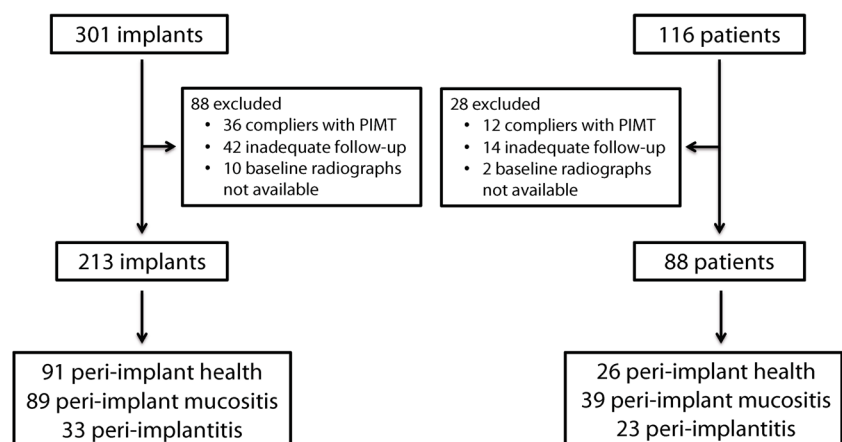 301 implants
116 patients
88 excluded
• 36 compliers with PIMT
• 42 inadequate follow-up
• 10 baseline radiographs
not available
28 excluded
• 12 compliers with PIMT
• 14 inadequate follow-up
• 2 baseline radiographs
not available
213 implants
88 patients
91 peri-implant health
89 peri-implant mucositis
33 peri-implantitis
26 peri-implant health
39 peri-implant mucositis
23 peri-implantitis